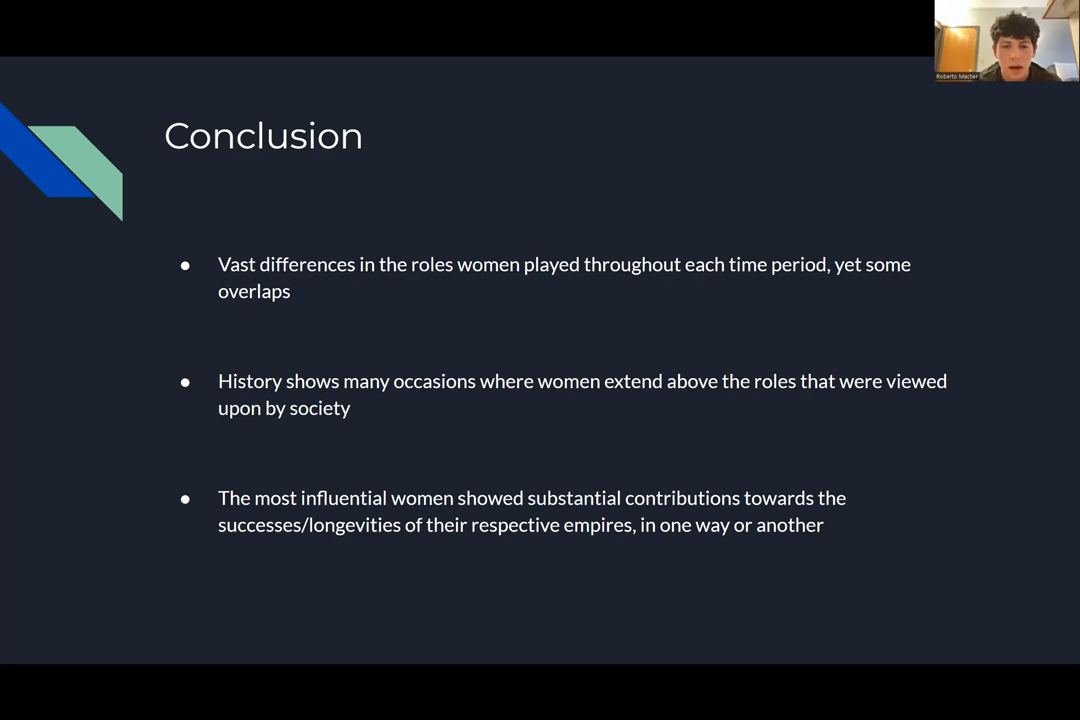 Roberto Macher
Conclusion
● Vast differences in the roles women played throughout each time period, yet some
overlaps
● History shows many occasions where women extend above the roles that were viewed
upon by society
● The most influential women showed substantial contributions towards the
successes/longevities of their respective empires, in one way or another